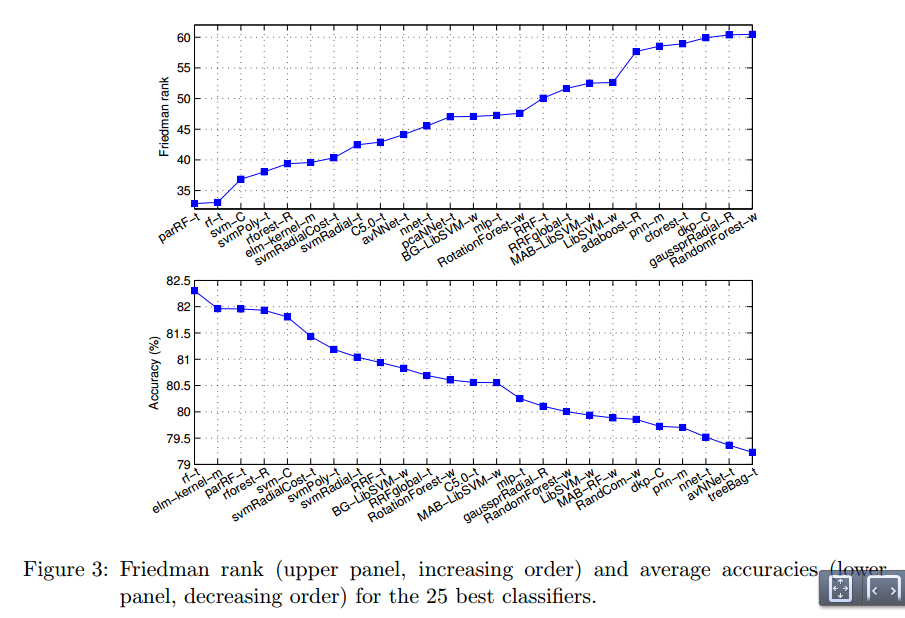 60
55
50
45
40
35
Friedman rank
parRF−t
rf−t
svm−C
svmPoly−t
rforest−R
elm−kernel−m
svmRadialCost−t
svmRadial−t
C5.0−t
avNNet−t
nnet−t
pcaNNet−t
BG−LibSVM−w
mlp−t
RotationForest−w
RRF−t
RRFglobal−t
MAB−LibSVM−w
LibSVM−w
adaboost−R
pnn−m
cforest−t
dkp−C
gaussprRadial−R
RandomForest−w
82.5
82
81.5
81
80.5
80
79.5
79
Accuracy (%)
rf−t
elm−kernel−m
parRF−t
rforest−R
svm−C
svmRadialCost−t
svmPoly−t
svmRadial−t
RRF−t
BG−LibSVM−w
RRFglobal−t
RotationForest−w
C5.0−t
MAB−LibSVM−w
mlp−t
gaussprRadial−R
RandomForest−w
LibSVM−w
MAB−RF−w
RandCom−w
dkp−C
pnn−m
nnet−t
avNNet−t
treeBag−t
Figure 3: Friedman rank (upper panel, increasing order) and average accuracies (lower
panel, decreasing order) for the 25 best classifiers.